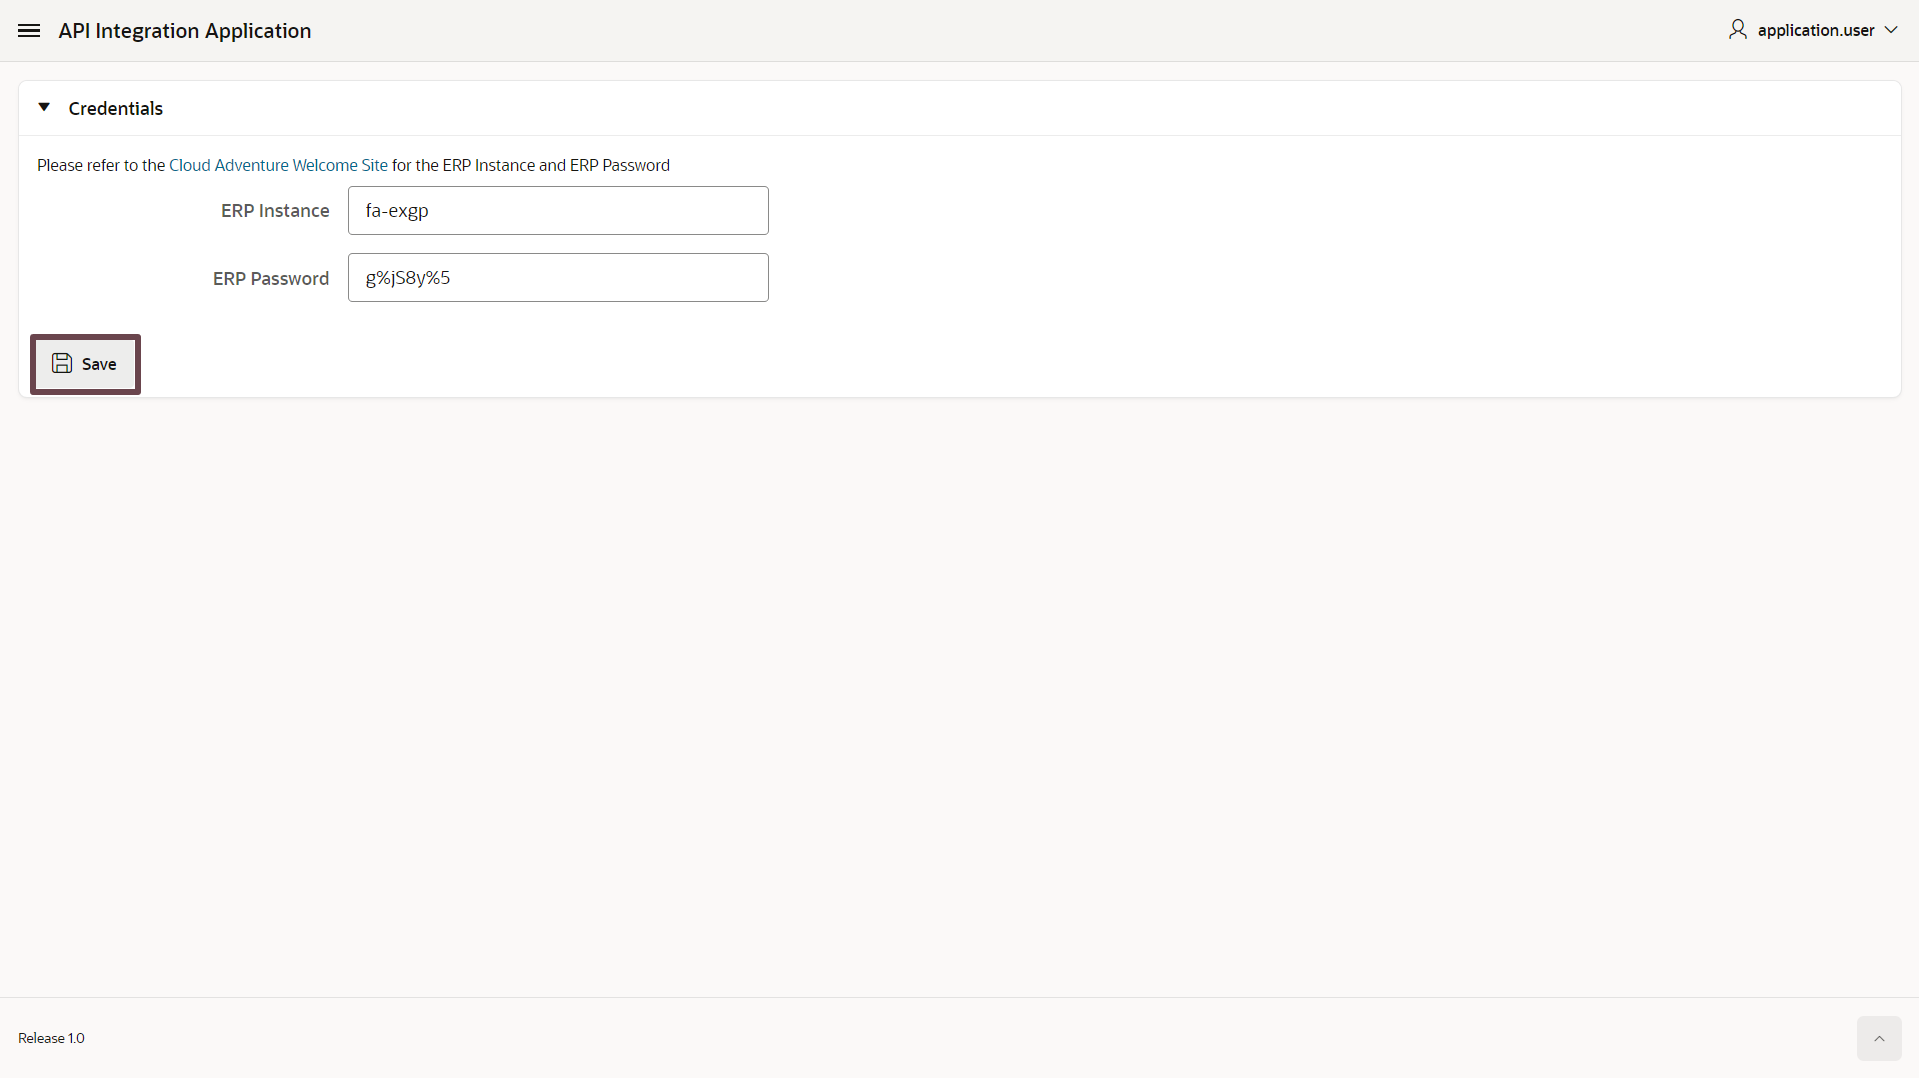 API Integration Application
application.user
Credentials
Please refer to the Cloud Adventure Welcome Site for the ERP Instance and ERP Password
ERP Instance
fa-exgp
ERP Password
g%jS8y%5
Save
Release 1.0